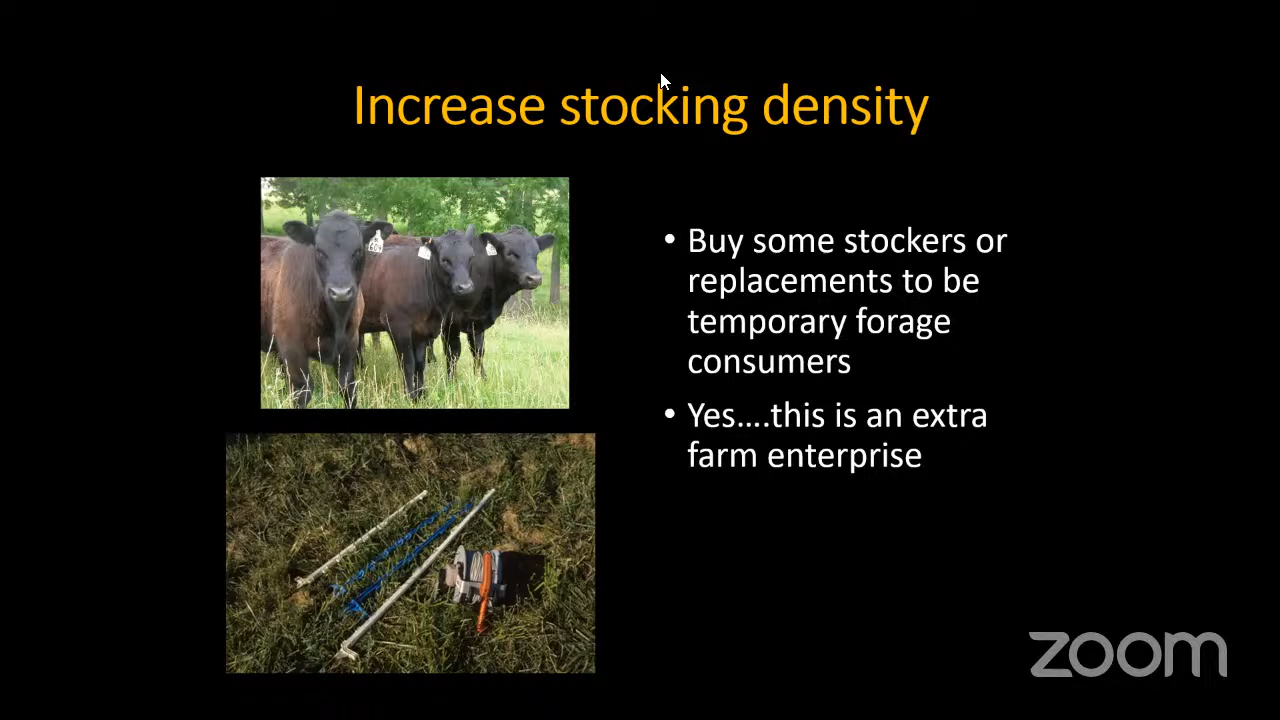 Increase stocking density
• Buy some stockers or
replacements to be
temporary forage
consumers
• Yes....this is an extra
farm enterprise
zoom